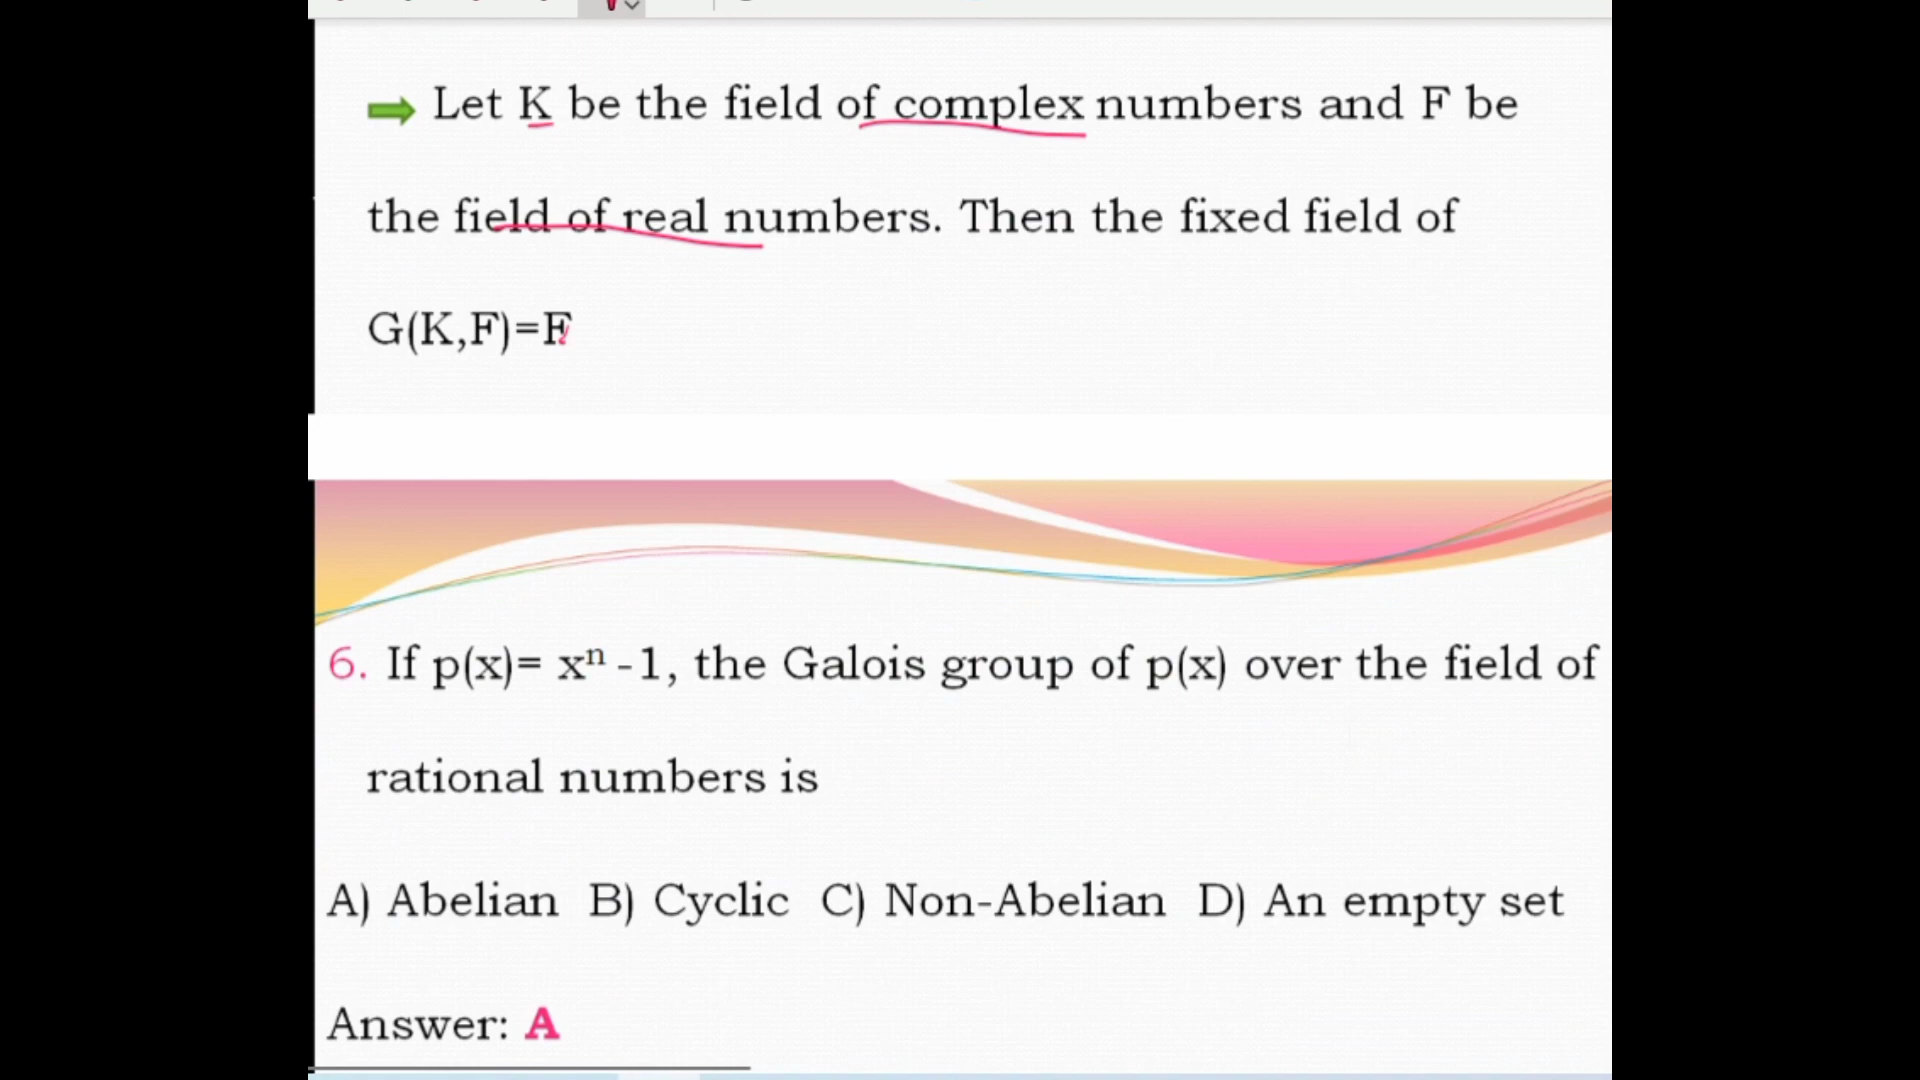 Let K be the field of complex numbers and F be
the field of real numbers. Then the fixed field of
G(K,F)=F
6. If p(x)= xⁿ -1, the Galois group of p(x) over the field of
rational numbers is
A) Abelian B) Cyclic C) Non-Abelian D) An empty set
Answer: A